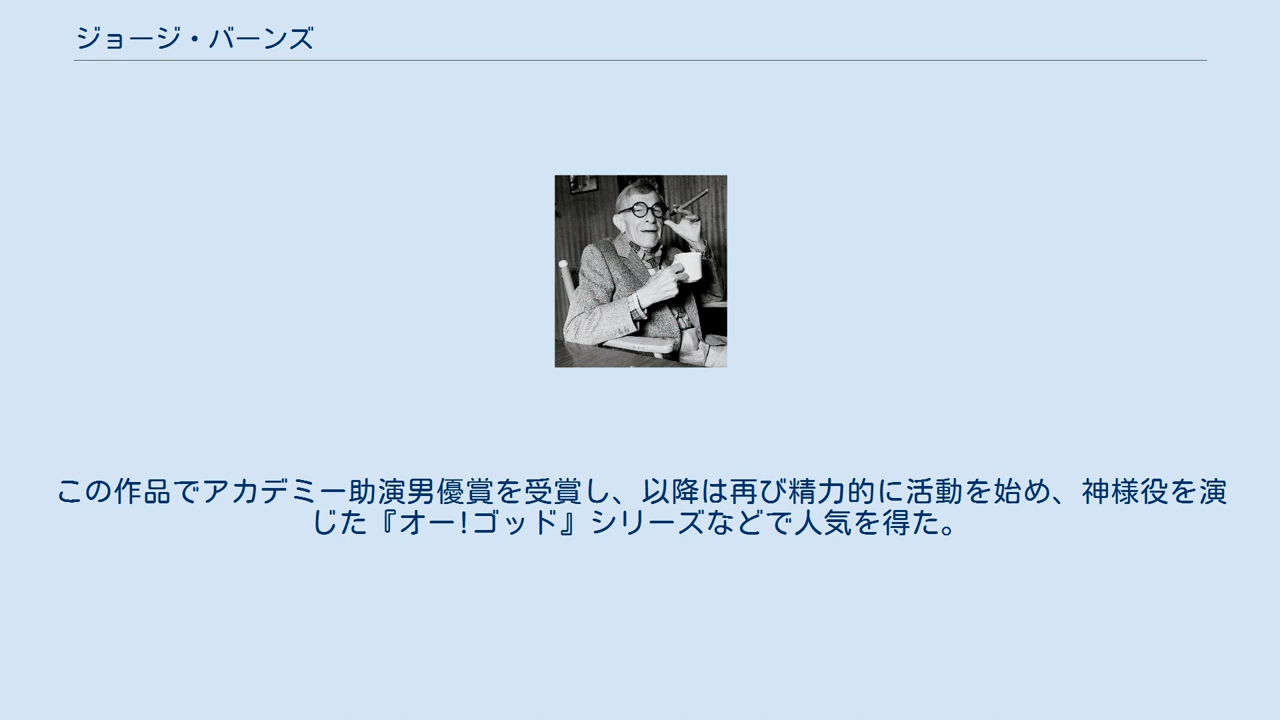 ジョージ・バーンズ
この作品でアカデミー助演男優賞を受賞し、以降は再び精力的に活動を始め、神様役を演
じた『オー!ゴッド』シリーズなどで人気を得た。